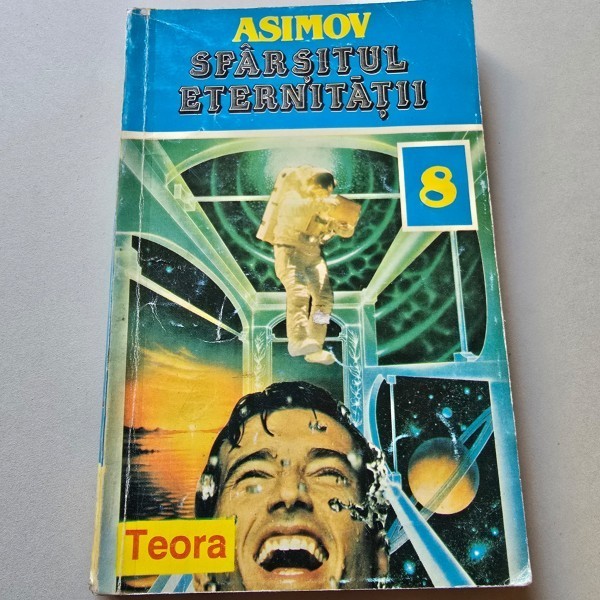 ASIMOV
SFÂRŞITUL
ETERNITĂŢII
8
Teora